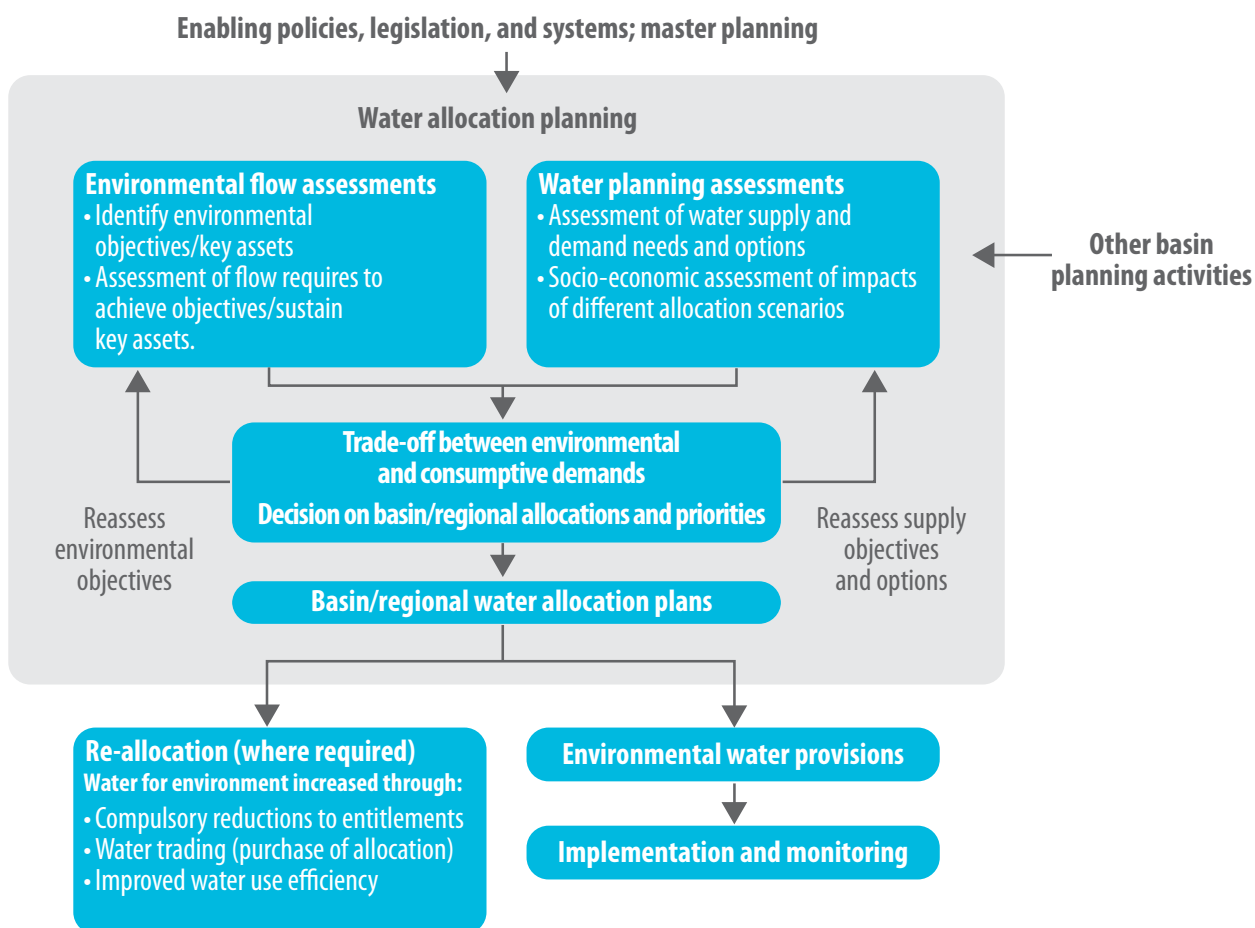 Enabling policies, legislation, and systems; master planning
Water allocation planning
Environmental flow assessments
• Identify environmental
objectives/key assets
• Assessment of flow requires to
achieve objectives/sustain
key assets.
Water planning assessments
• Assessment of water supply and
demand needs and options
• Socio-economic assessment of impacts
of different allocation scenarios
Other basin
planning activities
Trade-off between environmental
and consumptive demands
Decision on basin/regional allocations and priorities
Reassess
environmental
objectives
Reassess supply
objectives
and options
Basin/regional water allocation plans
Re-allocation (where required)
Water for environment increased through:
• Compulsory reductions to entitlements
• Water trading (purchase of allocation)
• Improved water use efficiency
Environmental water provisions
Implementation and monitoring